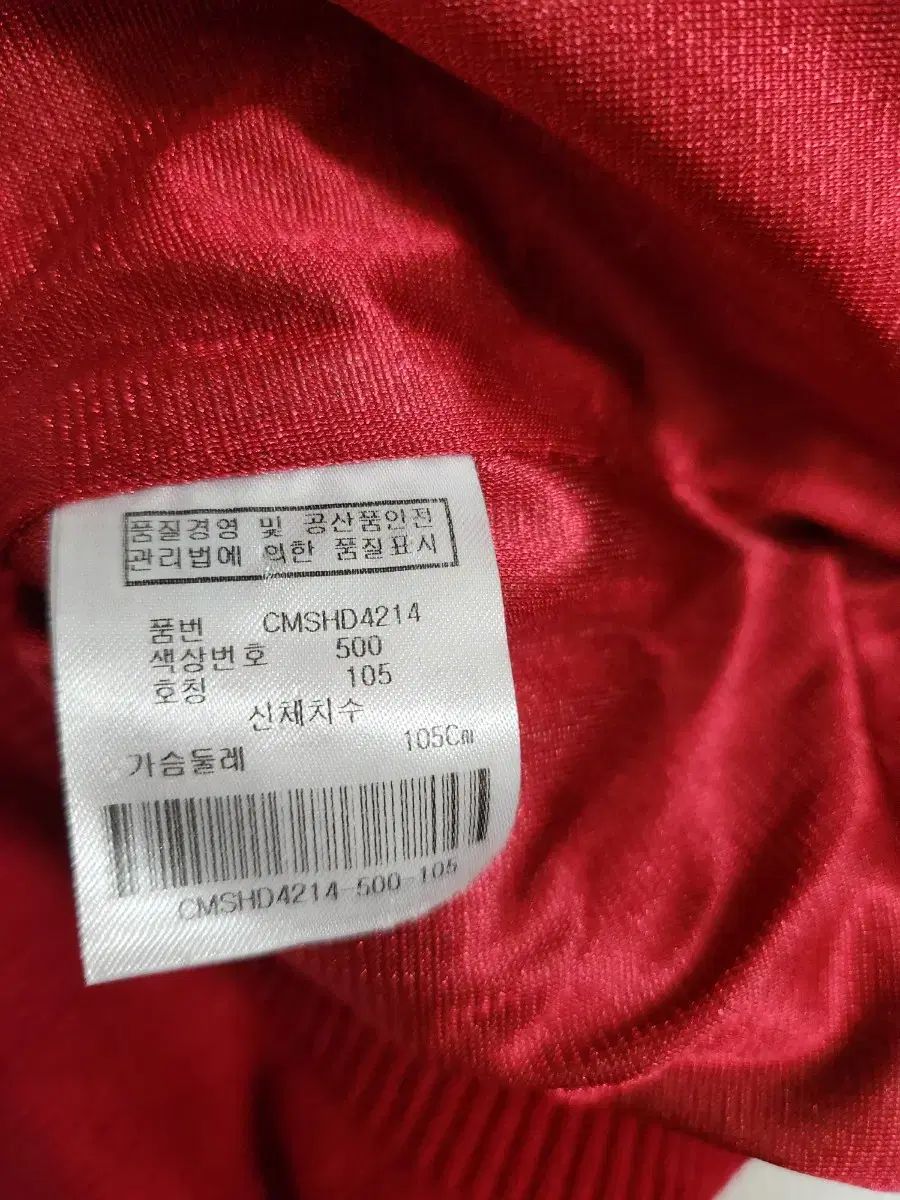 품질경영 및 공산품안전
관리법에 의한 품질표시
품번 CMSHD4214
색상번호 500
호칭 105
신체치수
가슴둘레 105Cm
CMSHD4214-500-105